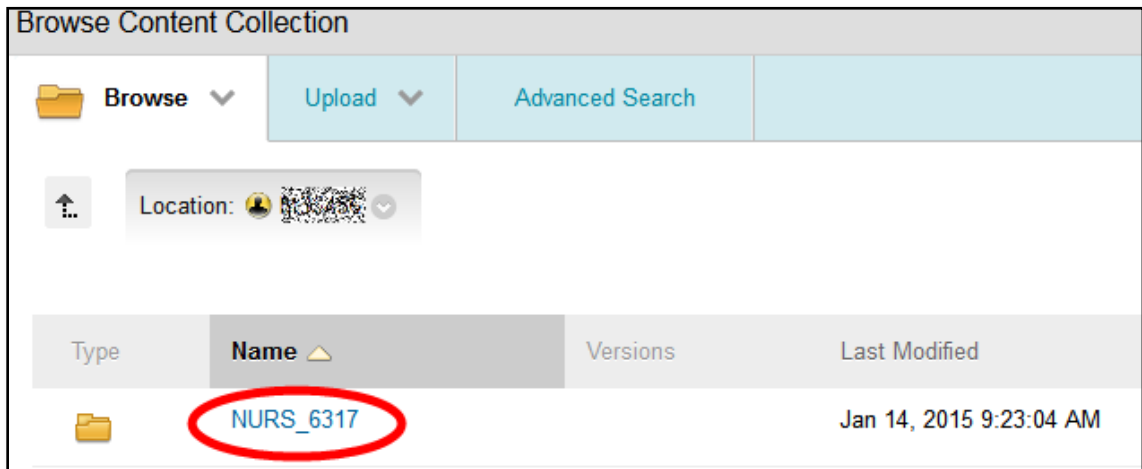 Browse Content Collection
Browse Upload Advanced Search
Location:
Type Name Versions Last Modified
NURS_6317 Jan 14, 2015 9:23:04 AM